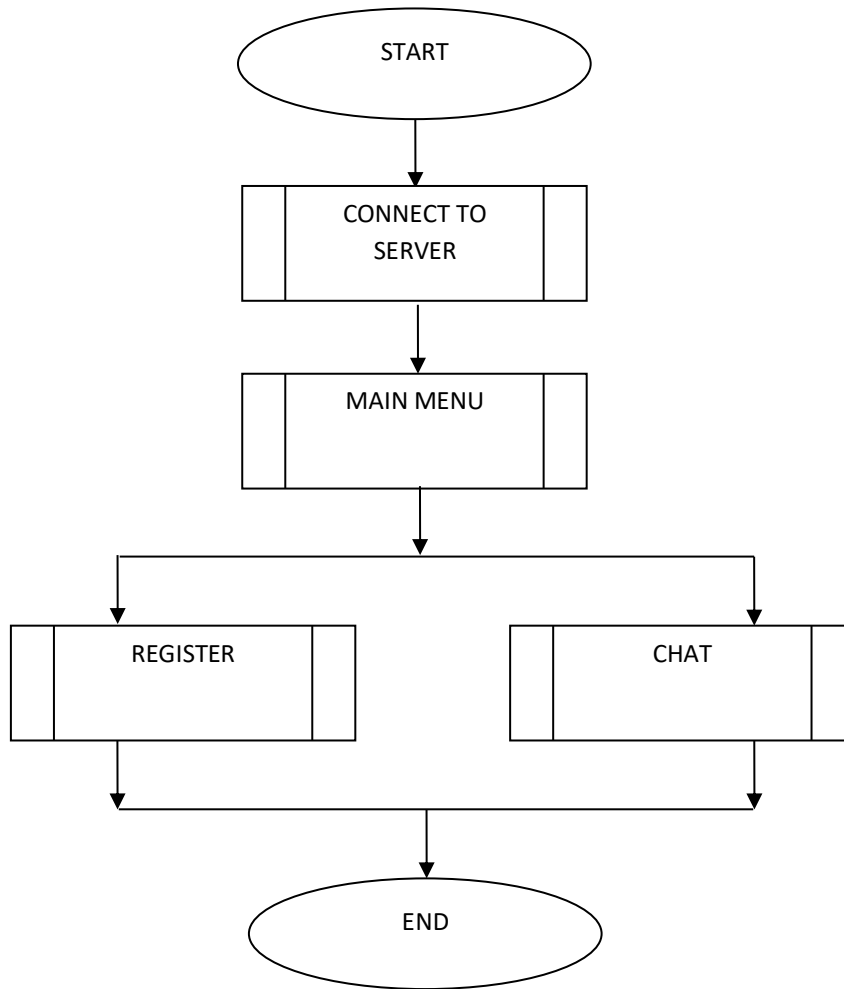 START
CONNECT TO
SERVER
MAIN MENU
REGISTER
CHAT
END